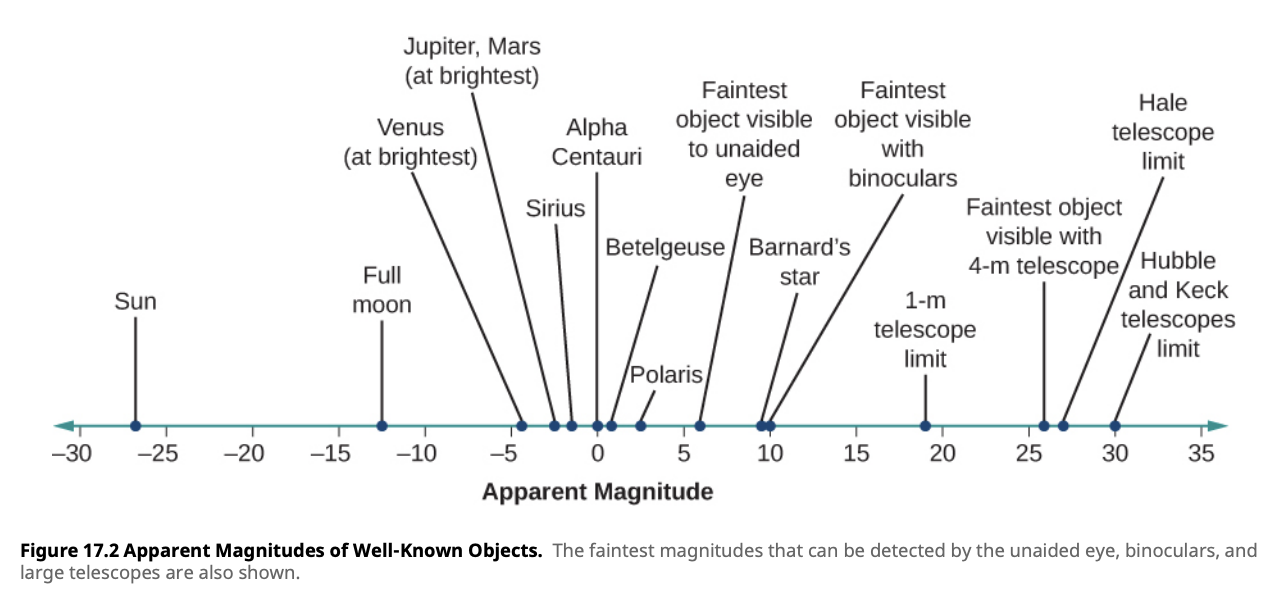 Jupiter, Mars
(at brightest)
Venus
(at brightest)
Alpha
Centauri
Faintest
object visible
to unaided
eye
Faintest
object visible
with
binoculars
Hale
telescope
limit
Sirius
Faintest object
visible with
4-m telescope
Betelgeuse
Barnard’s
star
Hubble
and Keck
telescopes
limit
Sun
Full
moon
1-m
telescope
limit
Polaris
–30 –25 –20 –15 –10 –5 0 5 10 15 20 25 30 35
Apparent Magnitude
Figure 17.2 Apparent Magnitudes of Well-Known Objects. The faintest magnitudes that can be detected by the unaided eye, binoculars, and
large telescopes are also shown.